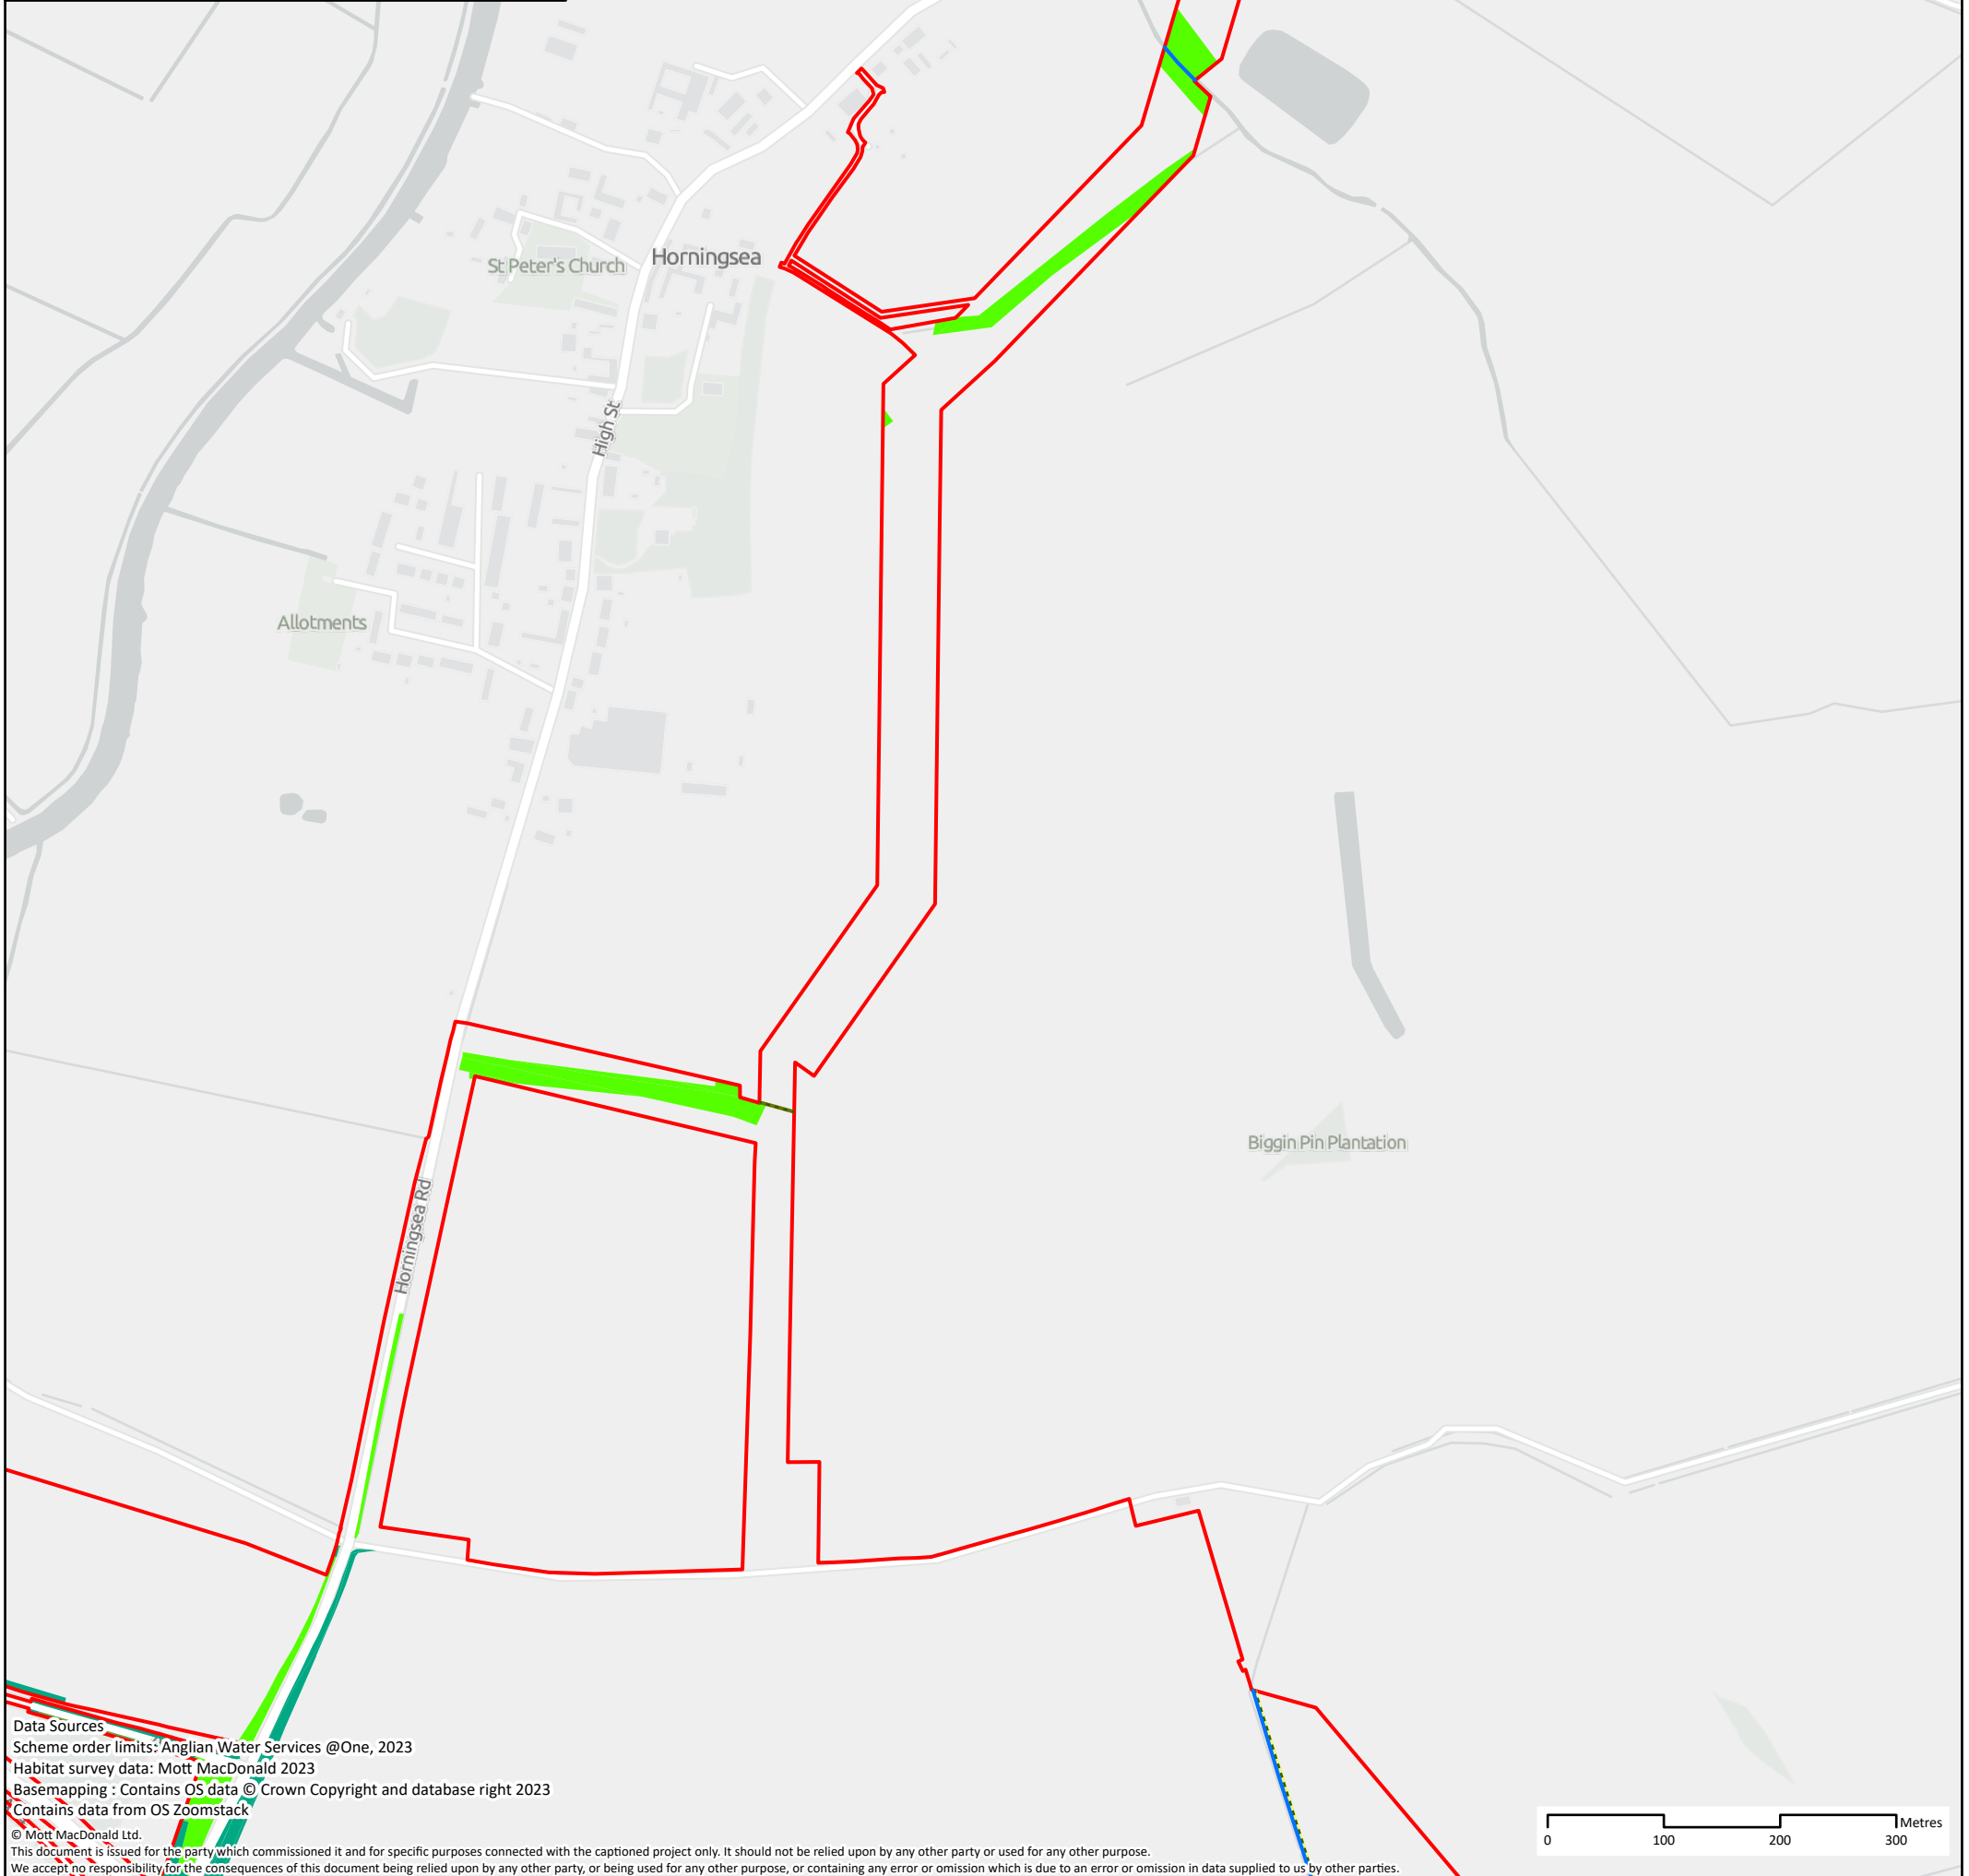 Horningsea
St Peter's Church
High St
Allotments
Biggin Pin Plantation
Horningsea Rd
Data Sources
Scheme order limits: Anglian Water Services @One, 2023
Habitat survey data: Mott MacDonald 2023
Basemapping : Contains OS data © Crown Copyright and database right 2023
Contains data from OS Zoomstack
© Mott MacDonald Ltd.
This document is issued for the party which commissioned it and for specific purposes connected with the captioned project only. It should not be relied upon by any other party or used for any other purpose.
We accept no responsibility for the consequences of this document being relied upon by any other party, or being used for any other purpose, or containing any error or omission which is due to an error or omission in data supplied to us by other parties.
Metres
0 100 200 300